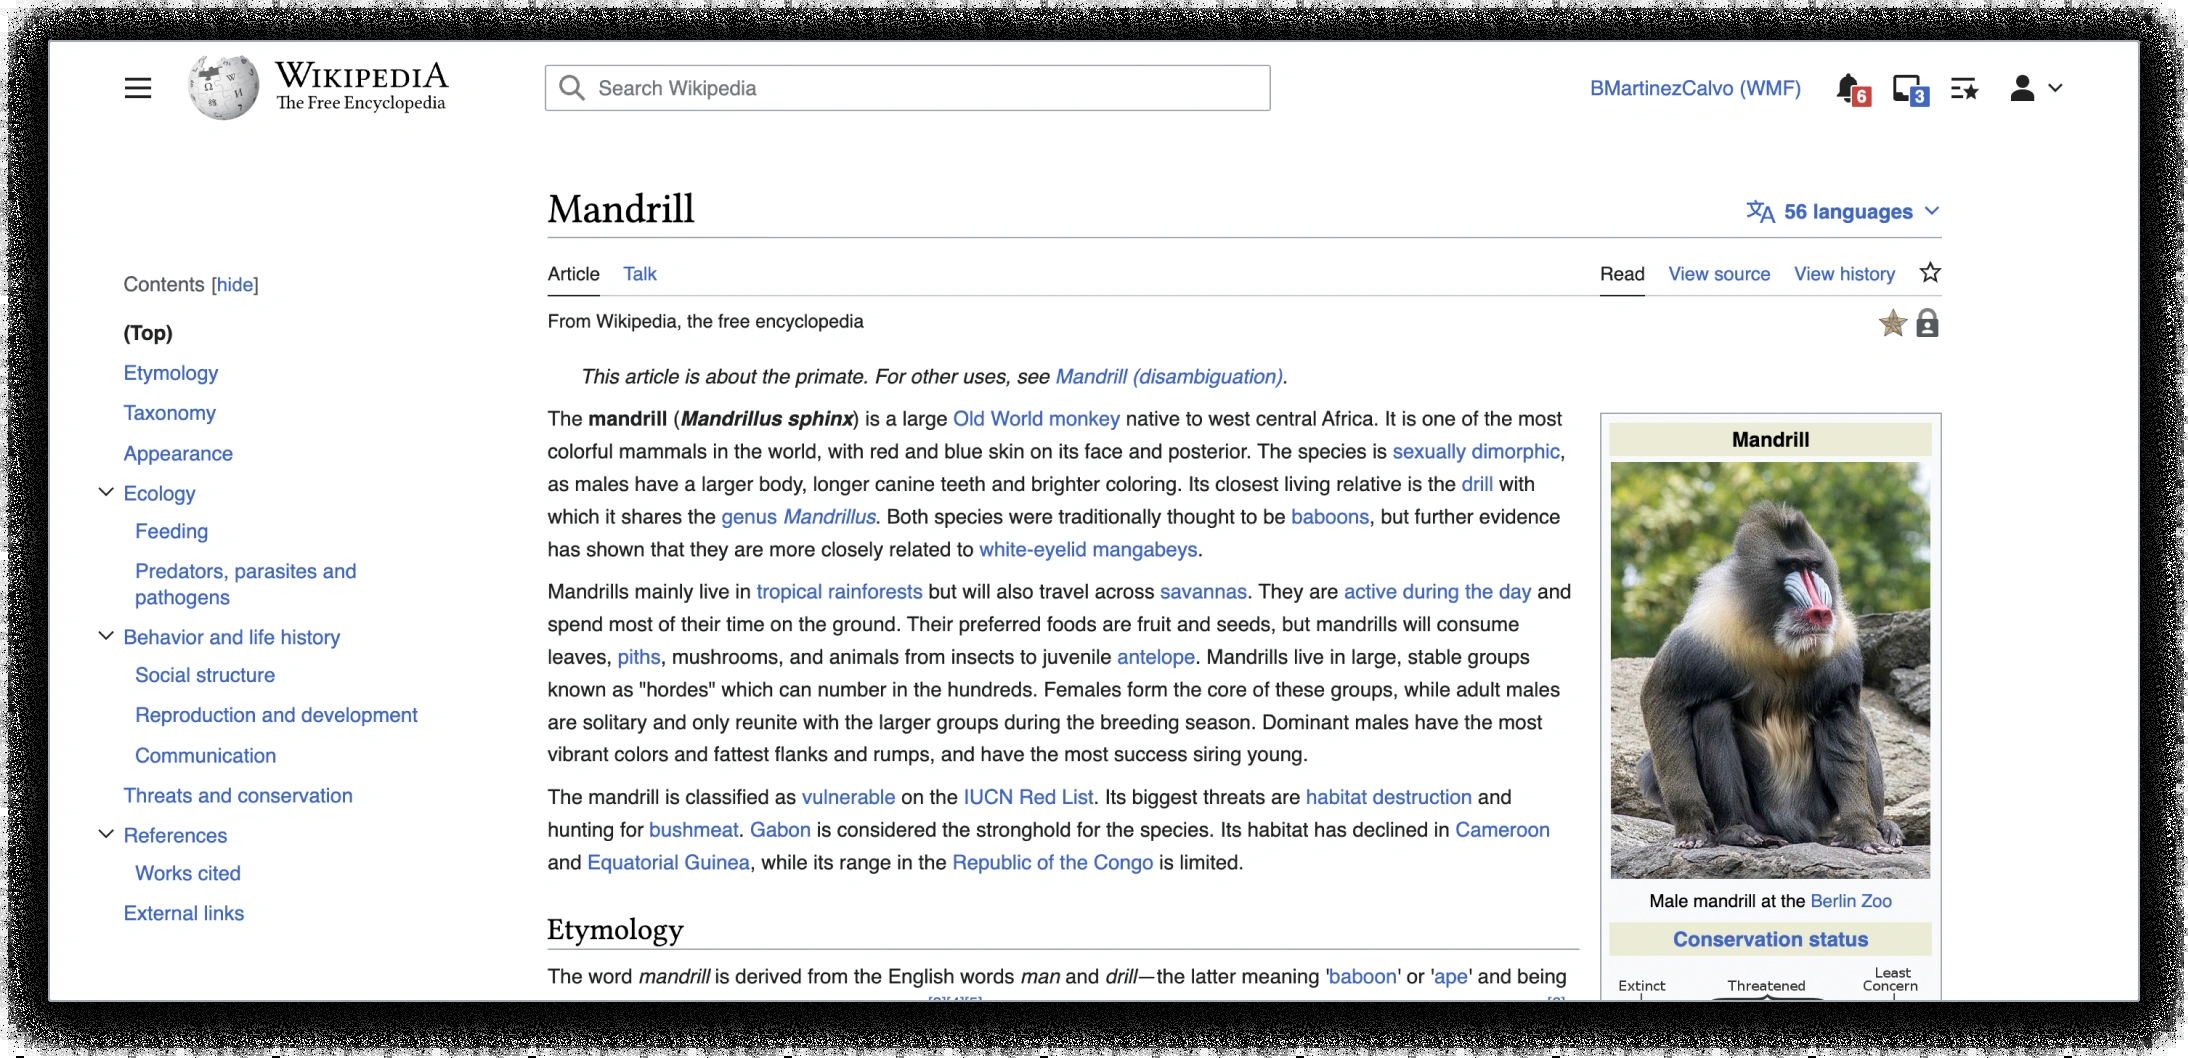 WIKIPEDIA
The Free Encyclopedia
Search Wikipedia
BMartinezCalvo (WMF)
6
3
Mandrill
文A 56 languages
Contents [hide]
(Top)
Etymology
Taxonomy
Appearance
Ecology
Feeding
Predators, parasites and
pathogens
Behavior and life history
Social structure
Reproduction and development
Communication
Threats and conservation
References
Works cited
External links
Article Talk
Read View source View history
From Wikipedia, the free encyclopedia
This article is about the primate. For other uses, see Mandrill (disambiguation).
The mandrill (Mandrillus sphinx) is a large Old World monkey native to west central Africa. It is one of the most
colorful mammals in the world, with red and blue skin on its face and posterior. The species is sexually dimorphic,
as males have a larger body, longer canine teeth and brighter coloring. Its closest living relative is the drill with
which it shares the genus Mandrillus. Both species were traditionally thought to be baboons, but further evidence
has shown that they are more closely related to white-eyelid mangabeys.
Mandrills mainly live in tropical rainforests but will also travel across savannas. They are active during the day and
spend most of their time on the ground. Their preferred foods are fruit and seeds, but mandrills will consume
leaves, piths, mushrooms, and animals from insects to juvenile antelope. Mandrills live in large, stable groups
known as "hordes" which can number in the hundreds. Females form the core of these groups, while adult males
are solitary and only reunite with the larger groups during the breeding season. Dominant males have the most
vibrant colors and fattest flanks and rumps, and have the most success siring young.
The mandrill is classified as vulnerable on the IUCN Red List. Its biggest threats are habitat destruction and
hunting for bushmeat. Gabon is considered the stronghold for the species. Its habitat has declined in Cameroon
and Equatorial Guinea, while its range in the Republic of the Congo is limited.
Etymology
The word mandrill is derived from the English words man and drill—the latter meaning 'baboon' or 'ape' and being
Mandrill
Male mandrill at the Berlin Zoo
Conservation status
Extinct
Threatened
Least
Concern